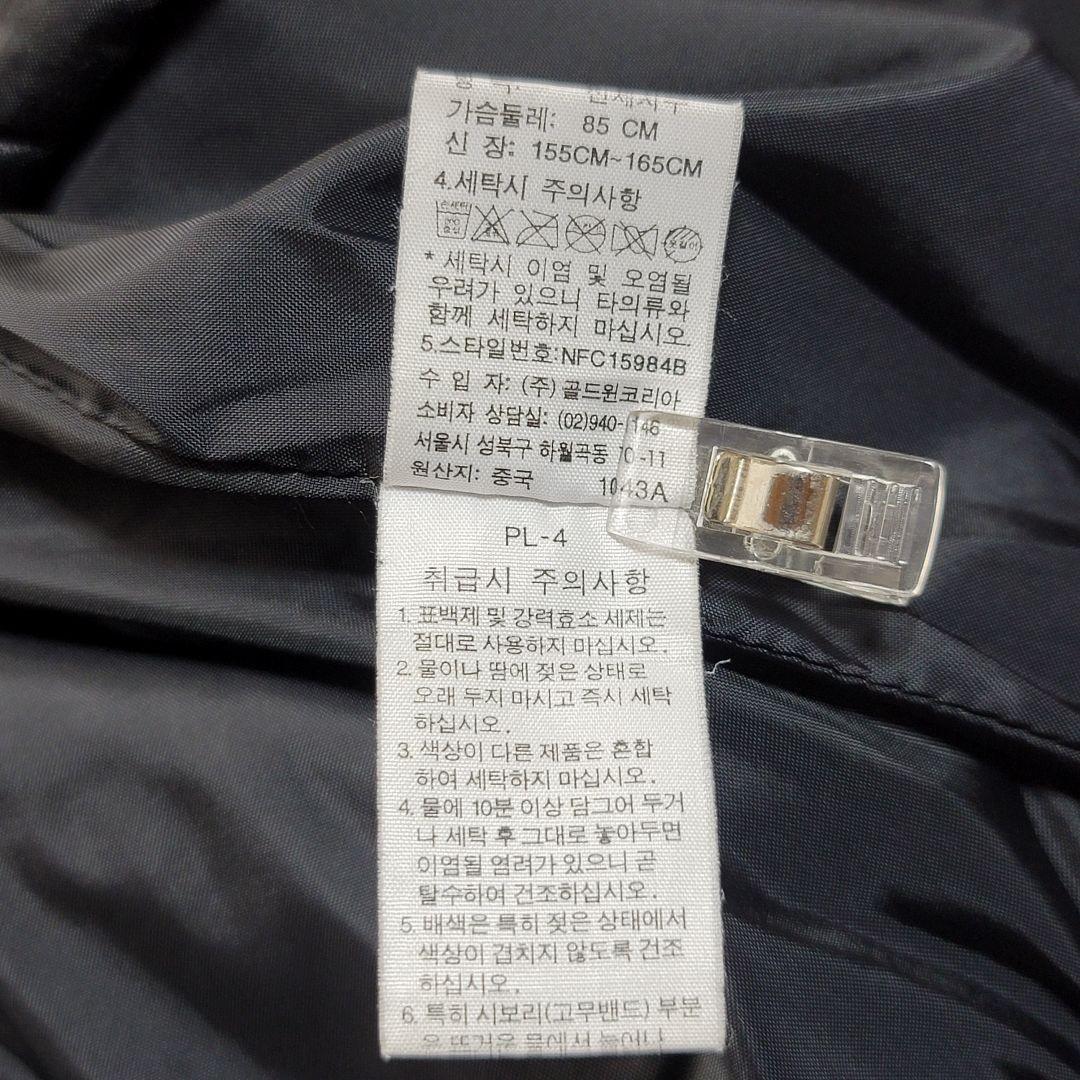 가슴둘레: 85 CM
신 장: 155CM~165CM
4.세탁시 주의사항
* 세탁시 이염 및 오염될
우려가 있으니 타의류와
함께 세탁하지 마십시오
5.스타일번호:NFC15984B
수 입 자: (주) 골드윈코리아
소비자 상담실: (02)940-
서울시 성북구 하월곡동
원산지: 중국 1043A
PL-4
취급시 주의사항
1. 표백제 및 강력효소 세제는
절대로 사용하지 마십시오.
2. 물이나 땀에 젖은 상태로
오래 두지 마시고 즉시 세탁
하십시오.
3. 색상이 다른 제품은 혼합
하여 세탁하지 마십시오.
4. 물에 10분 이상 담그어 두거
나 세탁 후 그대로 놓아두면
이염될 염려가 있으니 곧
탈수하여 건조하십시오.
5. 배색은 특히 젖은 상태에서
색상이 겹치지 않도록 건조
하십시오.
6. 특히 시보리(고무밴드) 부분
은 뜨거운 물에서 늘어나